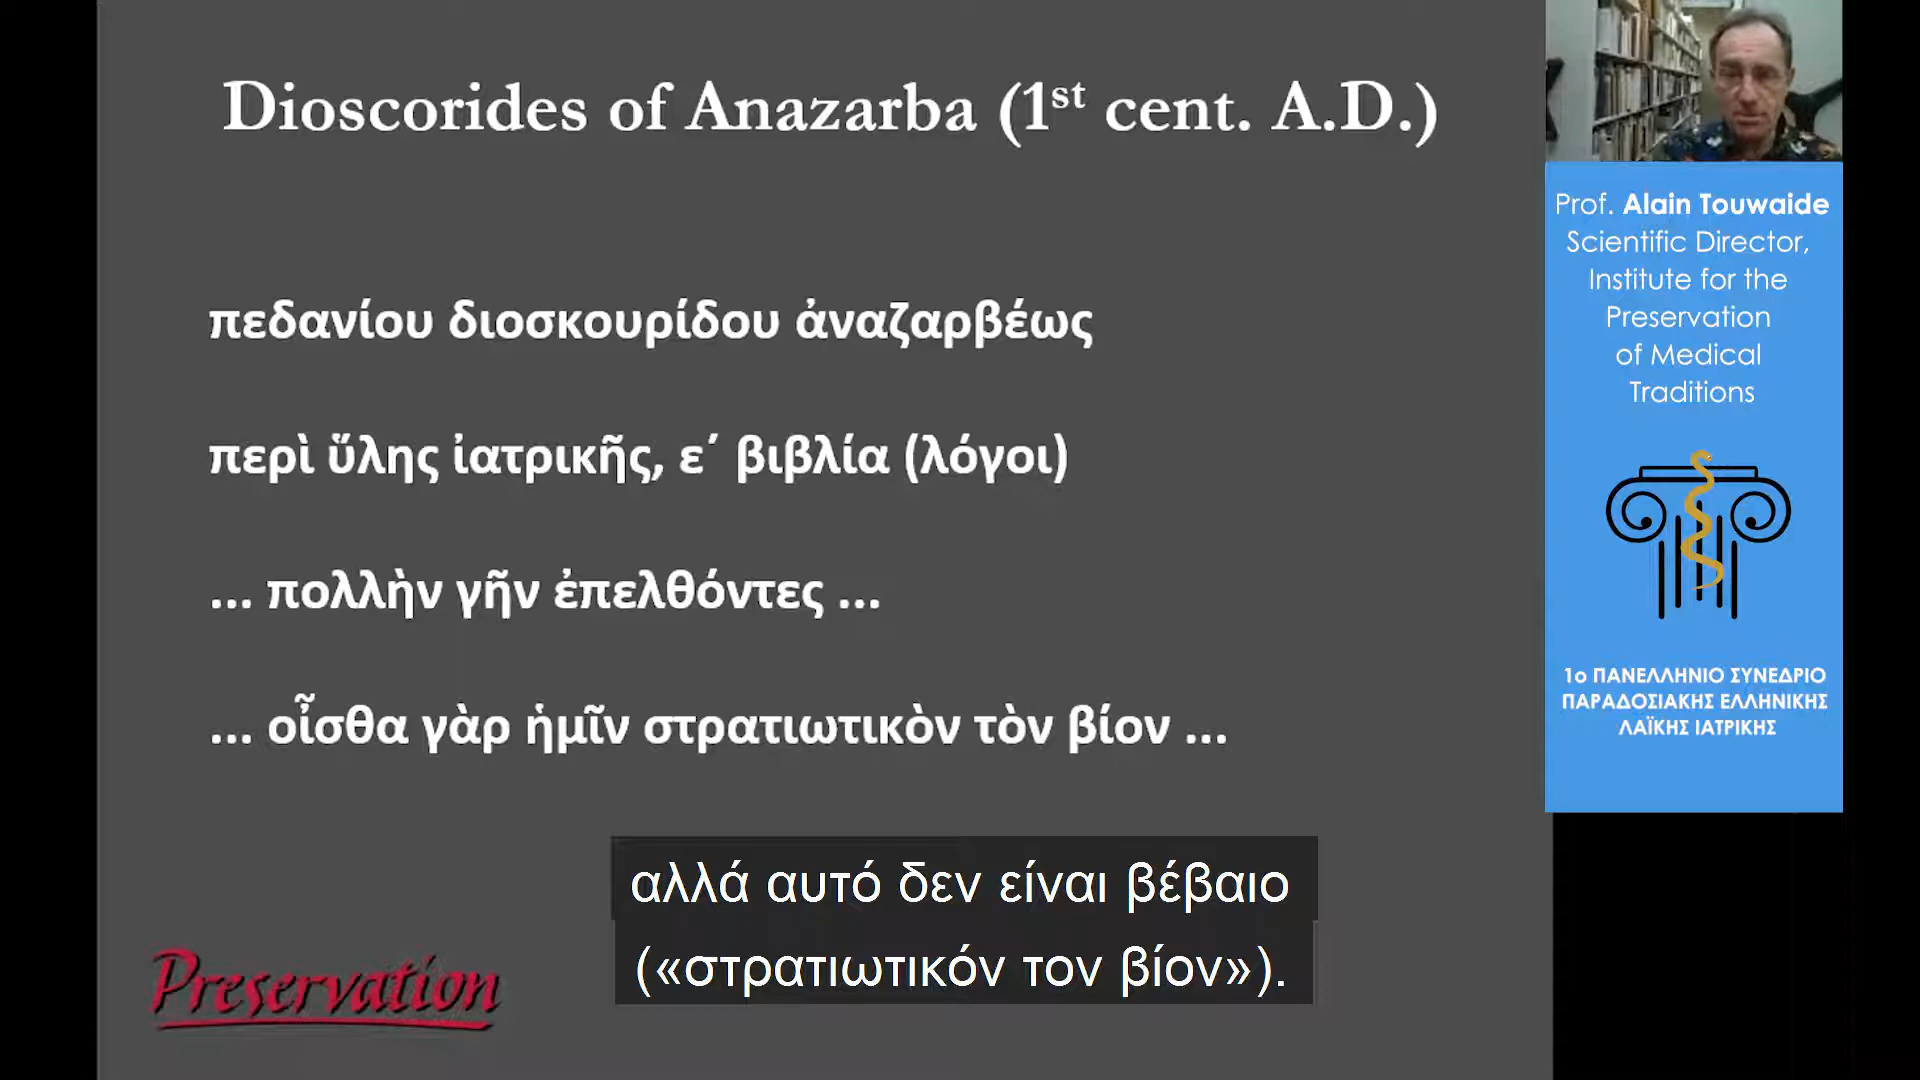 Dioscorides of Anazarba (1st cent. A.D.)
πεδανίου διοσκουρίδου ἀναζαρβέως
περὶ ὕλης ἰατρικῆς, ε΄ βιβλία (λόγοι)
... πολλὴν γῆν ἐπελθόντες ...
... οἶσθα γὰρ ἡμῖν στρατιωτικὸν τὸν βίον ...
αλλά αυτό δεν είναι βέβαιο
(«στρατιωτικόν τον βίον»).
Preservation
Prof. Alain Touwaide
Scientific Director,
Institute for the
Preservation
of Medical
Traditions
1ο ΠΑΝΕΛΛΗΝΙΟ ΣΥΝΕΔΡΙΟ
ΠΑΡΑΔΟΣΙΑΚΗΣ ΕΛΛΗΝΙΚΗΣ
ΛΑΪΚΗΣ ΙΑΤΡΙΚΗΣ